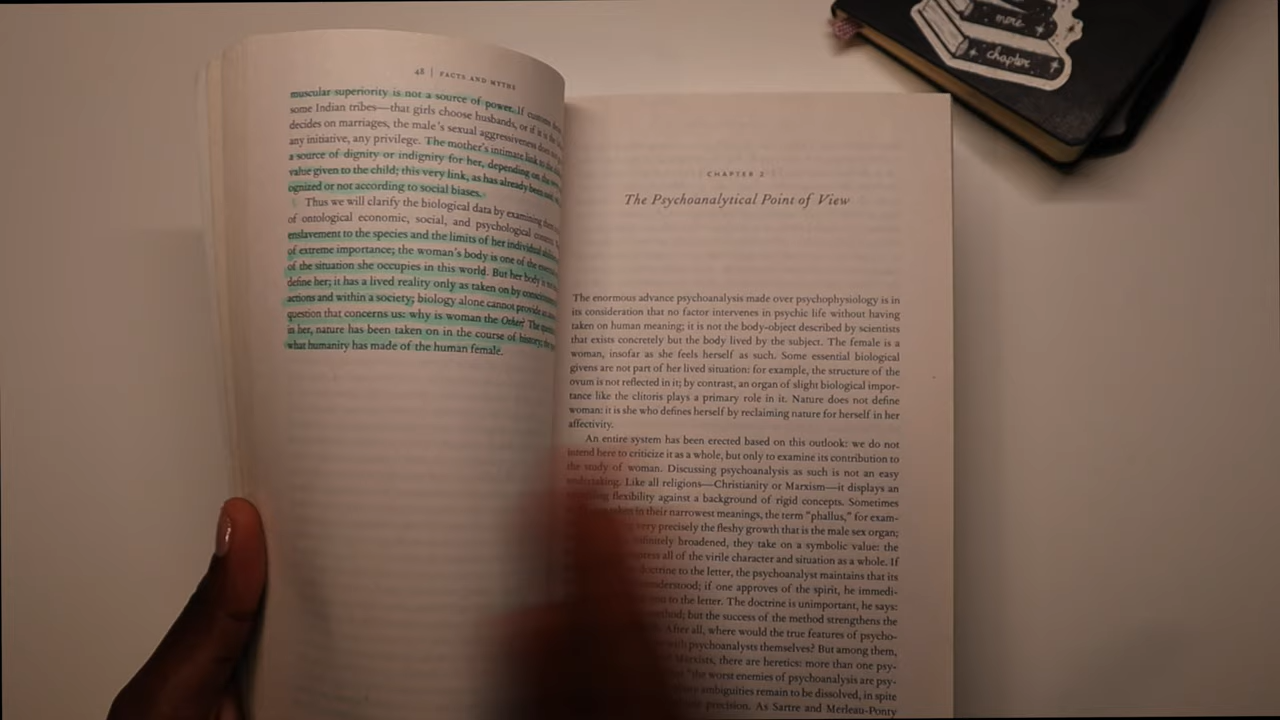 more
chapter
48 | FACTS AND MYTHS
muscular superiority is not a source of power. If customs
some Indian tribes—that girls choose husbands, or if it is the
decides on marriages, the male's sexual aggressiveness does
any initiative, any privilege. The mother's intimate link to the
a source of dignity or indignity for her, depending on the
value given to the child; this very link, as has already been said,
ognized or not according to social biases.
Thus we will clarify the biological data by examining
of ontological economic, social, and psychological
enslavement to the species and the limits of her individual
of extreme importance; the woman's body is one of the
of the situation she occupies in this world. But her body is
define her; it has a lived reality only as taken on by
actions and within a society; biology alone cannot provide
question that concerns us: why is woman the Other? The
in her, nature has been taken on in the course of history;
what humanity has made of the human female.
CHAPTER 2
The Psychoanalytical Point of View
The enormous advance psychoanalysis made over psychophysiology is in
its consideration that no factor intervenes in psychic life without having
taken on human meaning; it is not the body-object described by scientists
that exists concretely but the body lived by the subject. The female is a
woman, insofar as she feels herself as such. Some essential biological
givens are not part of her lived situation: for example, the structure of the
ovum is not reflected in it; by contrast, an organ of slight biological impor-
tance like the clitoris plays a primary role in it. Nature does not define
woman: it is she who defines herself by reclaiming nature for herself in her
affectivity.
An entire system has been erected based on this outlook: we do not
intend here to criticize it as a whole, but only to examine its contribution to
the study of woman. Discussing psychoanalysis as such is not an easy
undertaking. Like all religions—Christianity or Marxism—it displays an
flexibility against a background of rigid concepts. Sometimes
in their narrowest meanings, the term "phallus," for exam-
very precisely the fleshy growth that is the male sex organ;
broadened, they take on a symbolic value: the
all of the virile character and situation as a whole. If
to the letter, the psychoanalyst maintains that its
if one approves of the spirit, he immedi-
to the letter. The doctrine is unimportant, he says:
but the success of the method strengthens the
After all, where would the true features of psycho-
psychoanalysts themselves? But among them,
Marxists, there are heretics: more than one psy-
worst enemies of psychoanalysis are psy-
ambiguities remain to be dissolved, in spite
precision. As Sartre and Merleau-Ponty